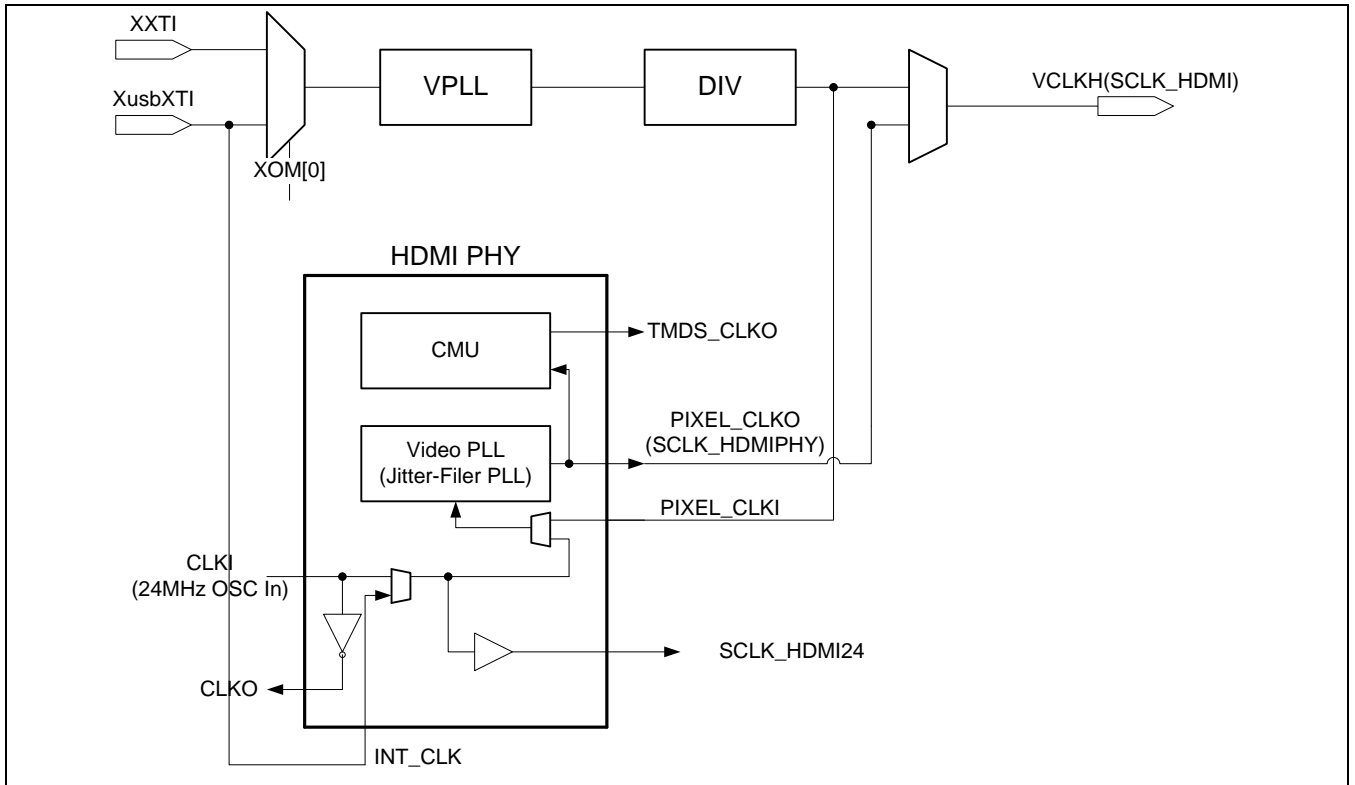 XXTI
XusbXTI
XOM[0]
VPLL
DIV
VCLKH(SCLK_HDMI)
HDMI PHY
CMU
TMDS_CLKO
Video PLL
(Jitter-Filer PLL)
PIXEL_CLKO
(SCLK_HDMIPHY)
PIXEL_CLKI
CLKI
(24MHz OSC In)
SCLK_HDMI24
CLKO
INT_CLK